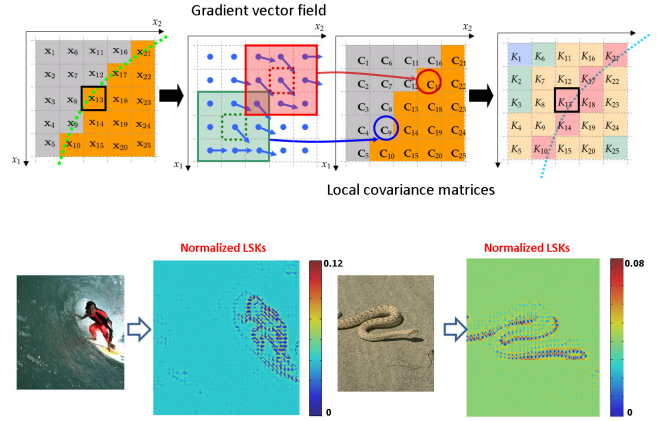 Gradient vector field
x2
x1 x6 x11 x16 x21
x2 x7 x12 x17 x22
x3 x8 x13 x18 x23
x4 x9 x14 x19 x24
x5 x10 x15 x20 x25
x1
x2
x1
x2
C1 C6 C11 C16 C21
C2 C7 C12 C22
C3 C8 C13 C18 C23
C4 C9 C14 C19 C24
C5 C10 C15 C20 C25
x1
x2
K1 K6 K11 K16 K21
K2 K7 K12 K17 K22
K3 K8 K13 K18 K23
K4 K9 K14 K19 K24
K5 K10 K15 K20 K25
x1
Local covariance matrices
Normalized LSKs
0.12
0
Normalized LSKs
0.08
0